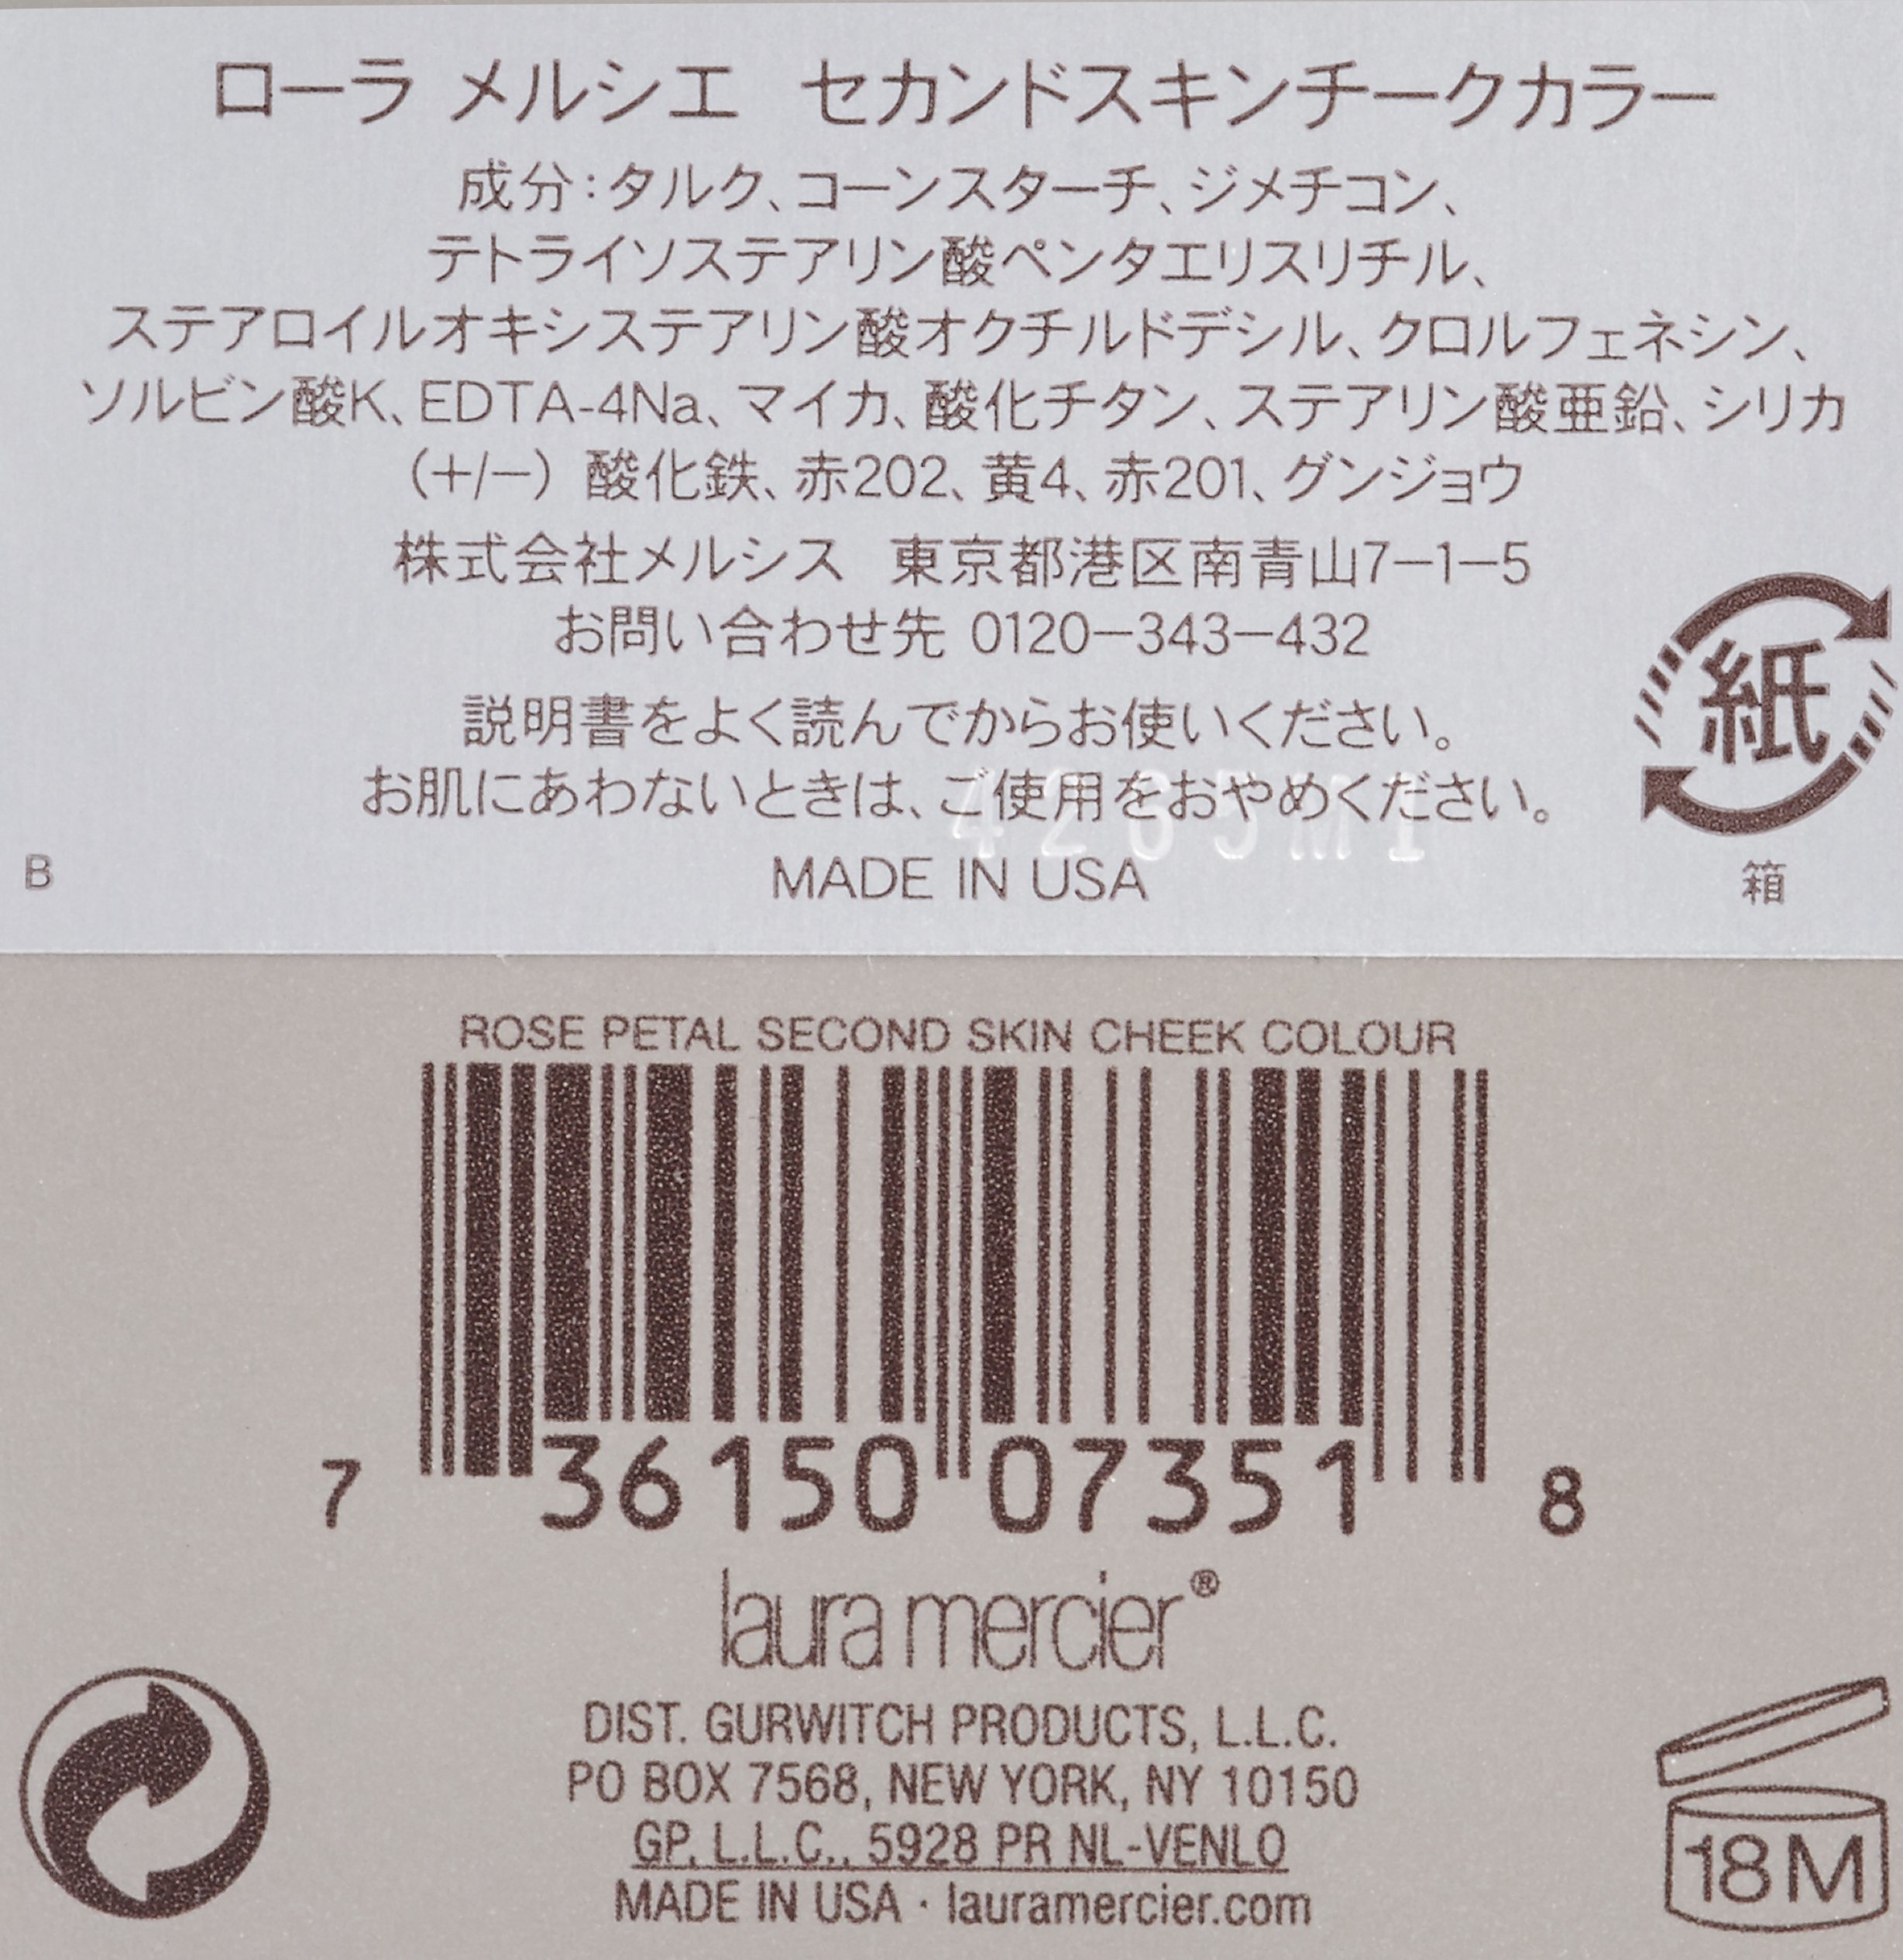 ローラ メルシエ セカンドスキンチークカラー
成分:タルク、コーンスターチ、ジメチコン、
テトライソステアリン酸ペンタエリスリチル、
ステアロイルオキシステアリン酸オクチルドデシル、クロルフェネシン、
ソルビン酸K、EDTA-4Na、マイカ、酸化チタン、ステアリン酸亜鉛、シリカ
(+/−) 酸化鉄、赤202、黄4、赤201、グンジョウ
株式会社メルシス 東京都港区南青山7−1−5
お問い合わせ先 0120−343−432
説明書をよく読んでからお使いください。
お肌にあわないときは、ご使用をおやめください。
4265M1
MADE IN USA
B
紙
箱
ROSE PETAL SECOND SKIN CHEEK COLOUR
7 36150 07351 8
laura mercier®
DIST. GURWITCH PRODUCTS, L.L.C.
PO BOX 7568, NEW YORK, NY 10150
GP, L.L.C., 5928 PR NL-VENLO
MADE IN USA · lauramercier.com
18M